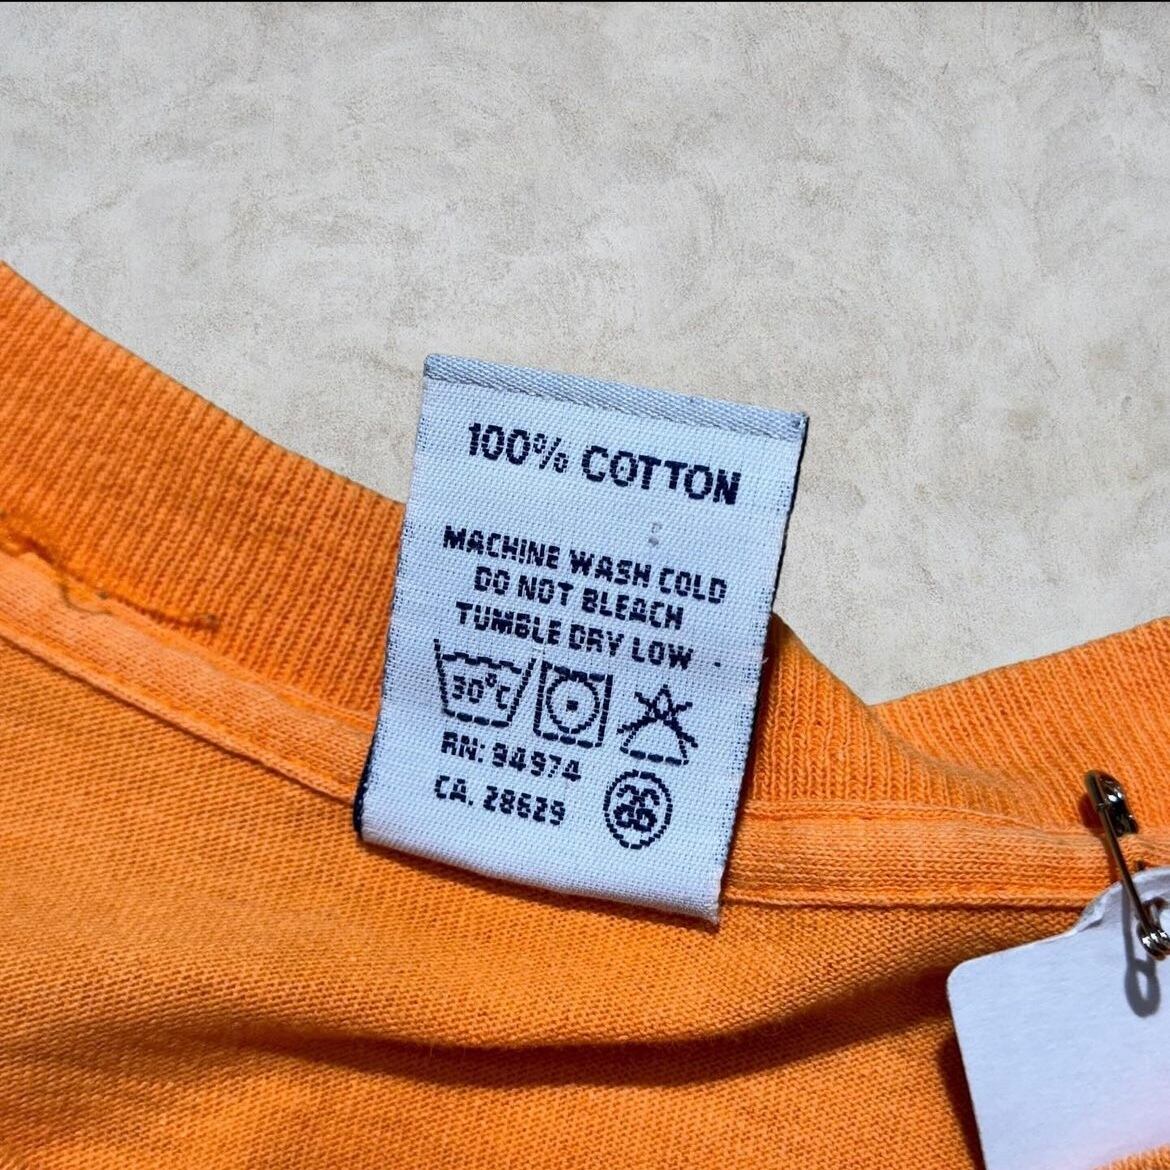 100% COTTON
MACHINE WASH COLD
DO NOT BLEACH
TUMBLE DRY LOW
30°C
RN: 94974
CA. 28629